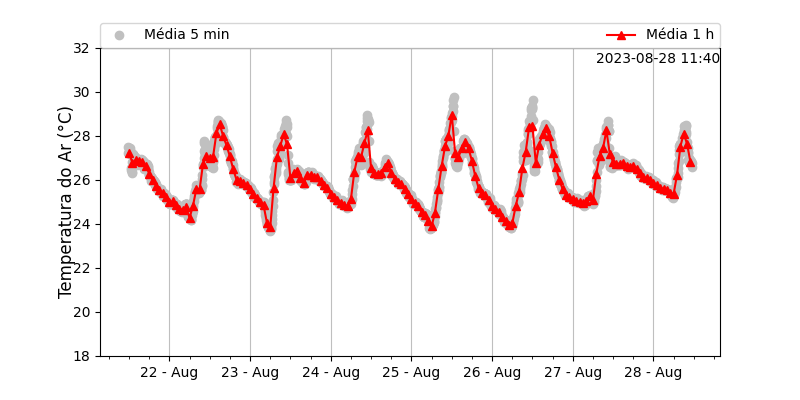 Média 5 min
Média 1 h
2023-08-28 11:40
Temperatura do Ar (°C)
32
30
28
26
24
22
20
18
22 - Aug
23 - Aug
24 - Aug
25 - Aug
26 - Aug
27 - Aug
28 - Aug